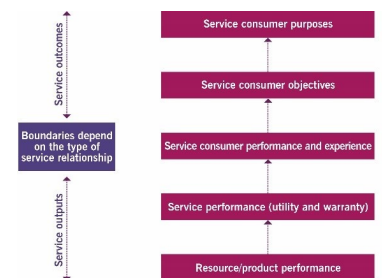 Service outcomes
Service consumer purposes
Service consumer objectives
Boundaries depend
on the type of
service relationship
Service consumer performance and experience
Service outputs
Service performance (utility and warranty)
Resource/product performance